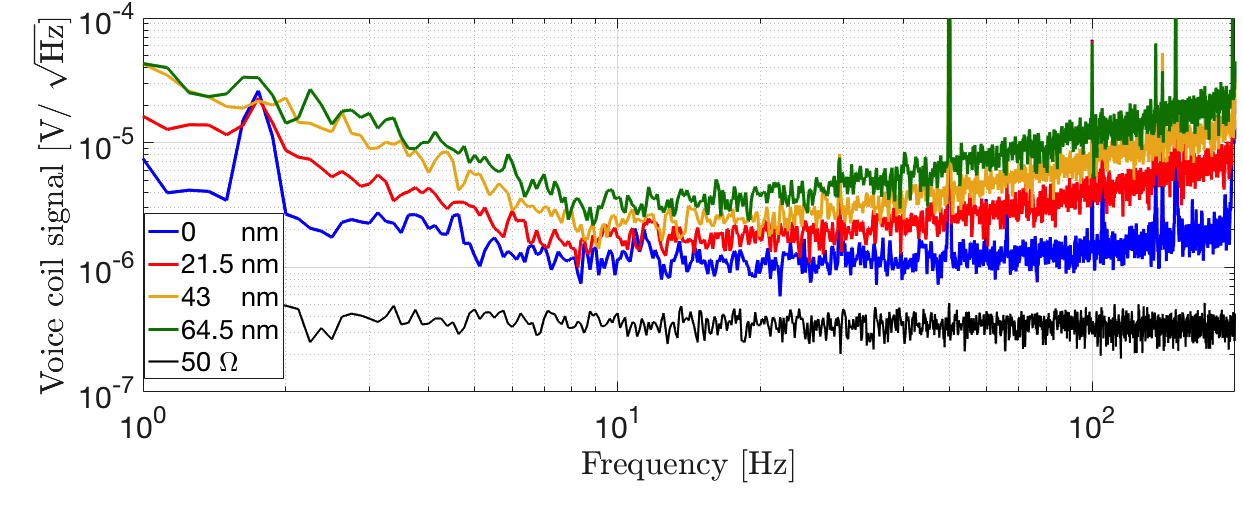 Voice coil signal [V/ √Hz]
10^-4
10^-5
10^-6
10^-7
0 nm
21.5 nm
43 nm
64.5 nm
50 Ω
10^0 10^1 10^2
Frequency [Hz]